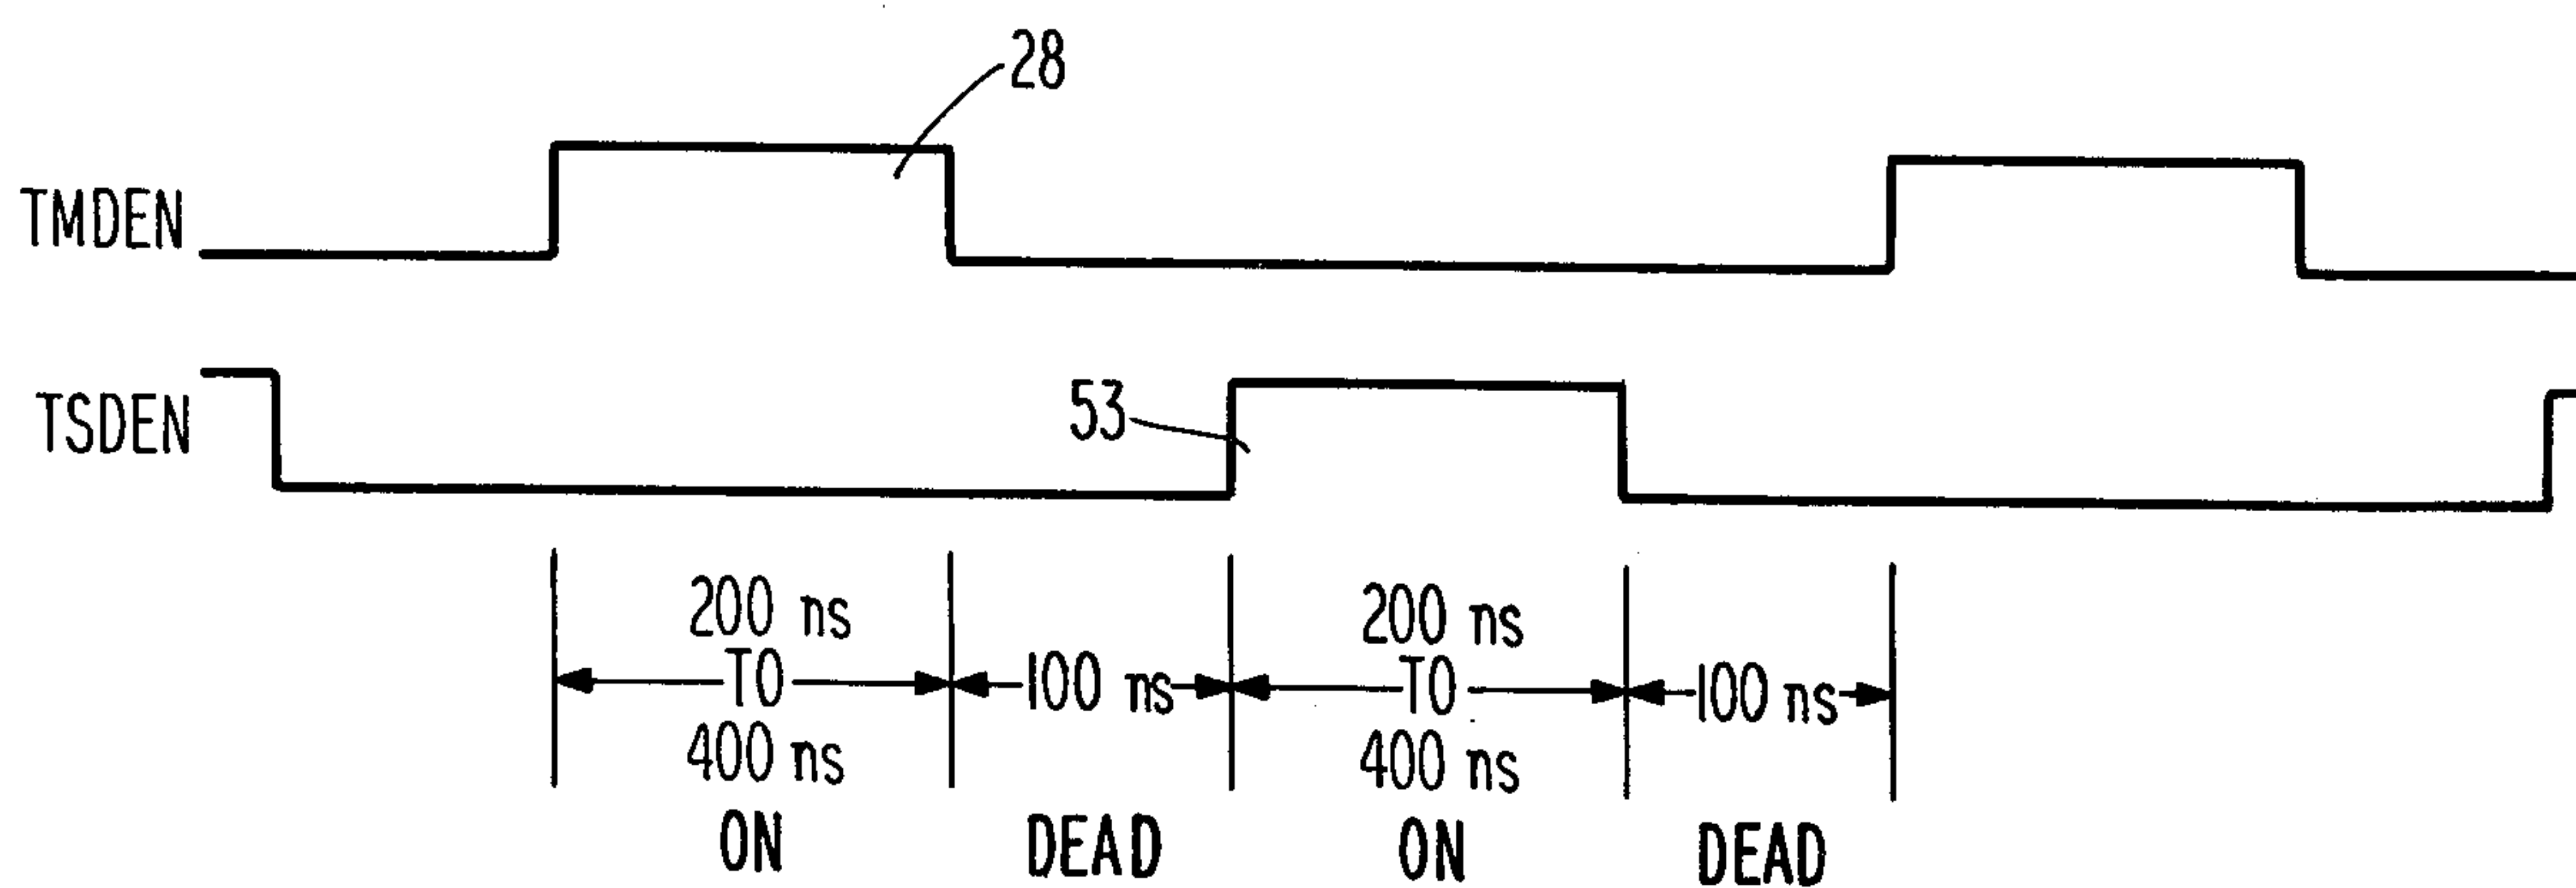 28
TMDEN
TSDEN
53
200 ns
TO
400 ns
ON
100 ns
DEAD
200 ns
TO
400 ns
ON
100 ns
DEAD